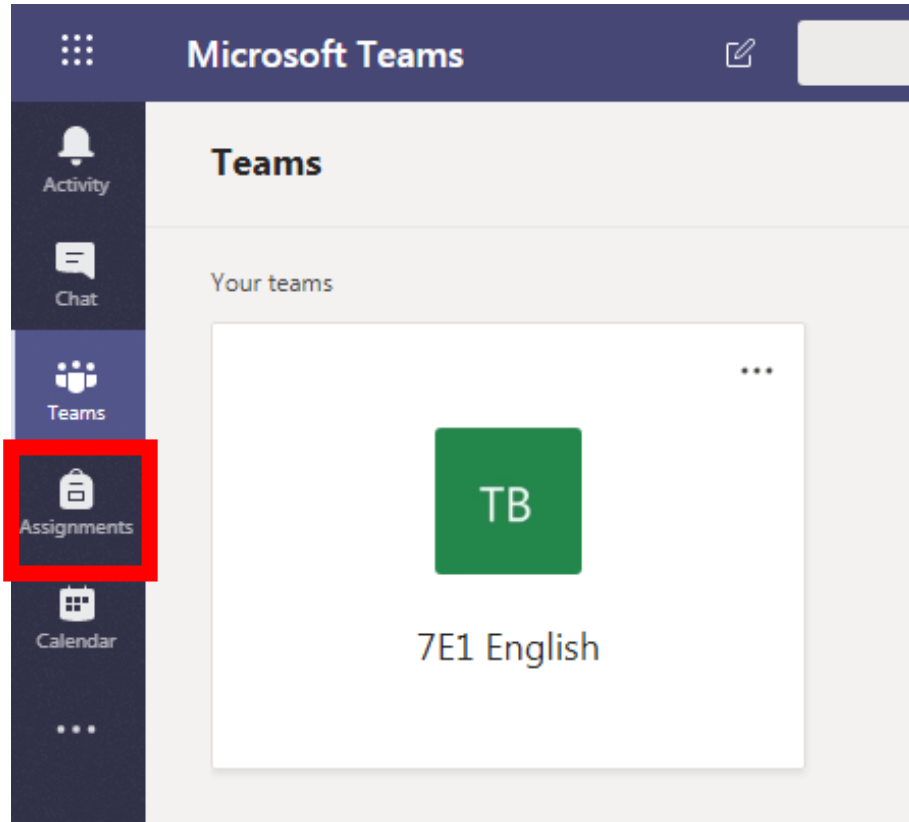 Microsoft Teams
Activity
Teams
Chat
Your teams
Teams
TB
Assignments
7E1 English
Calendar